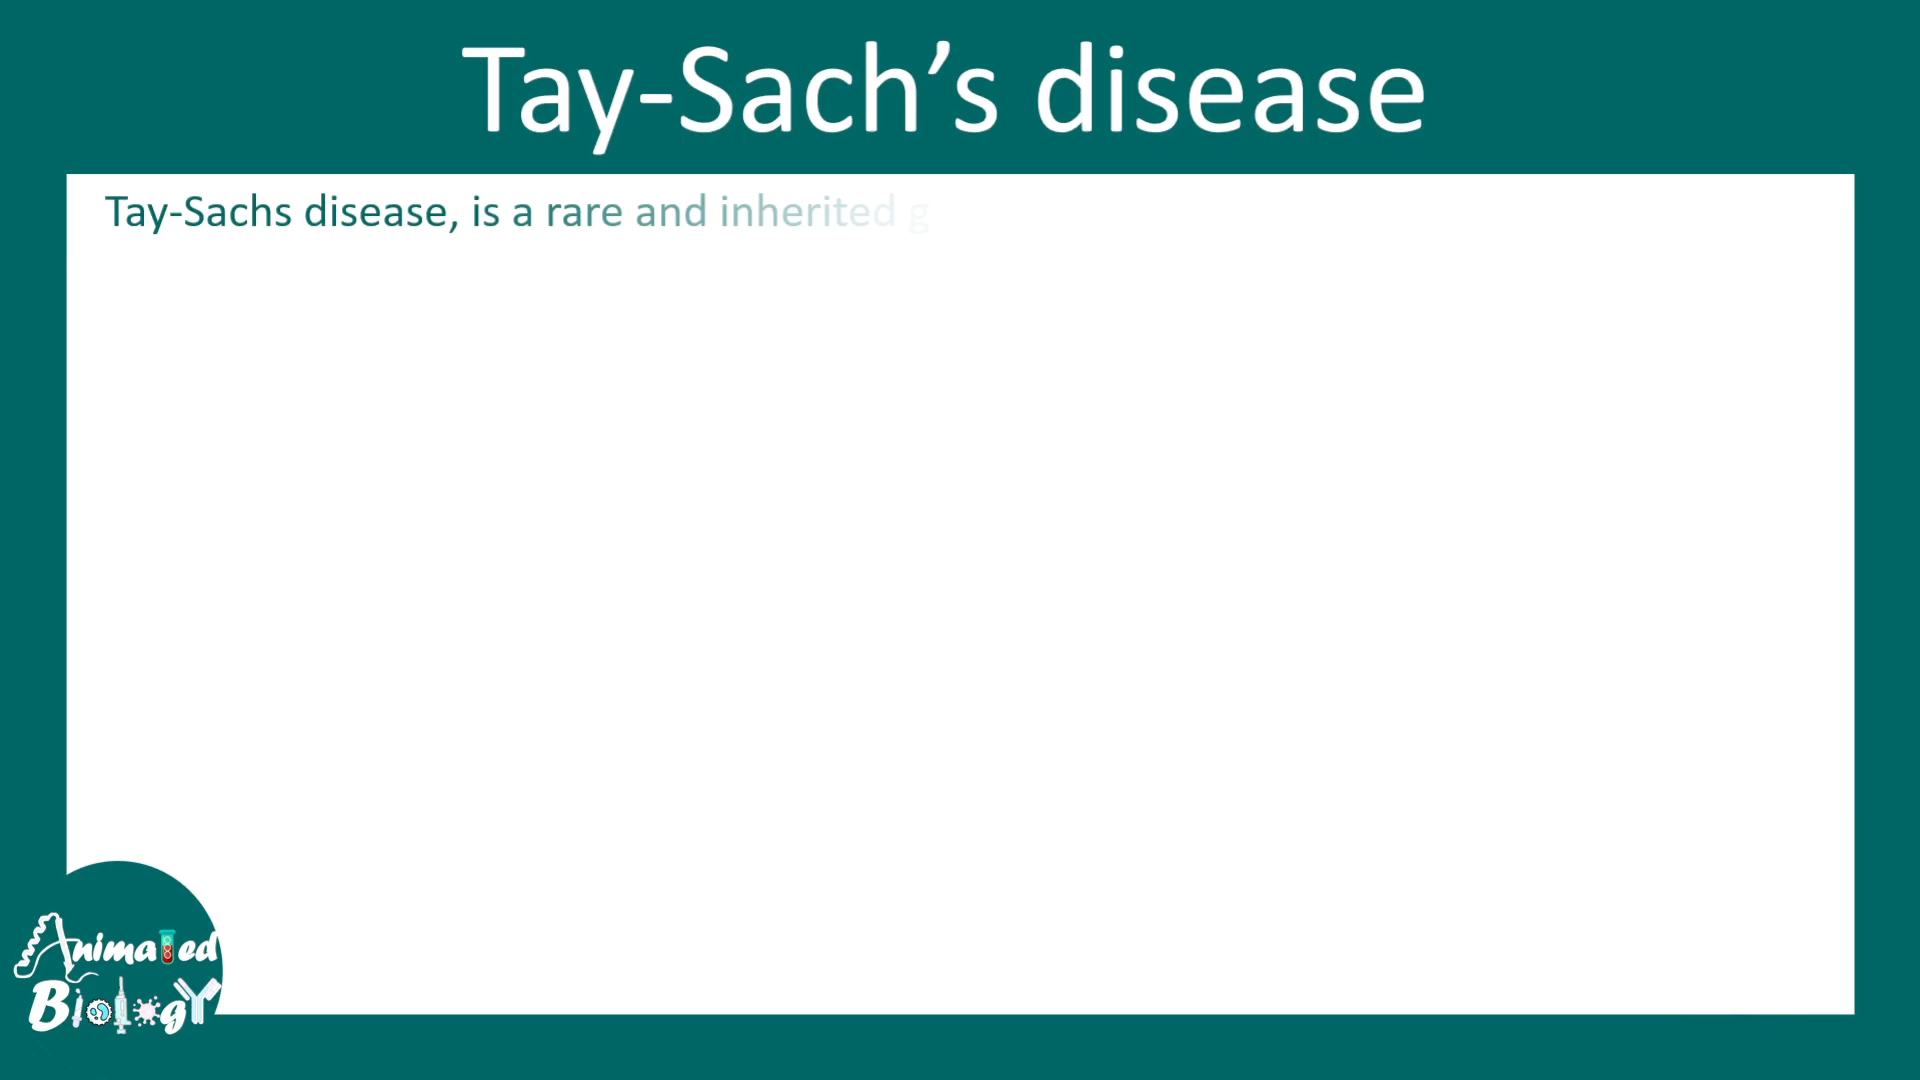 Tay-Sach’s disease
Tay-Sachs disease, is a rare and inherited g
Animated
Biology